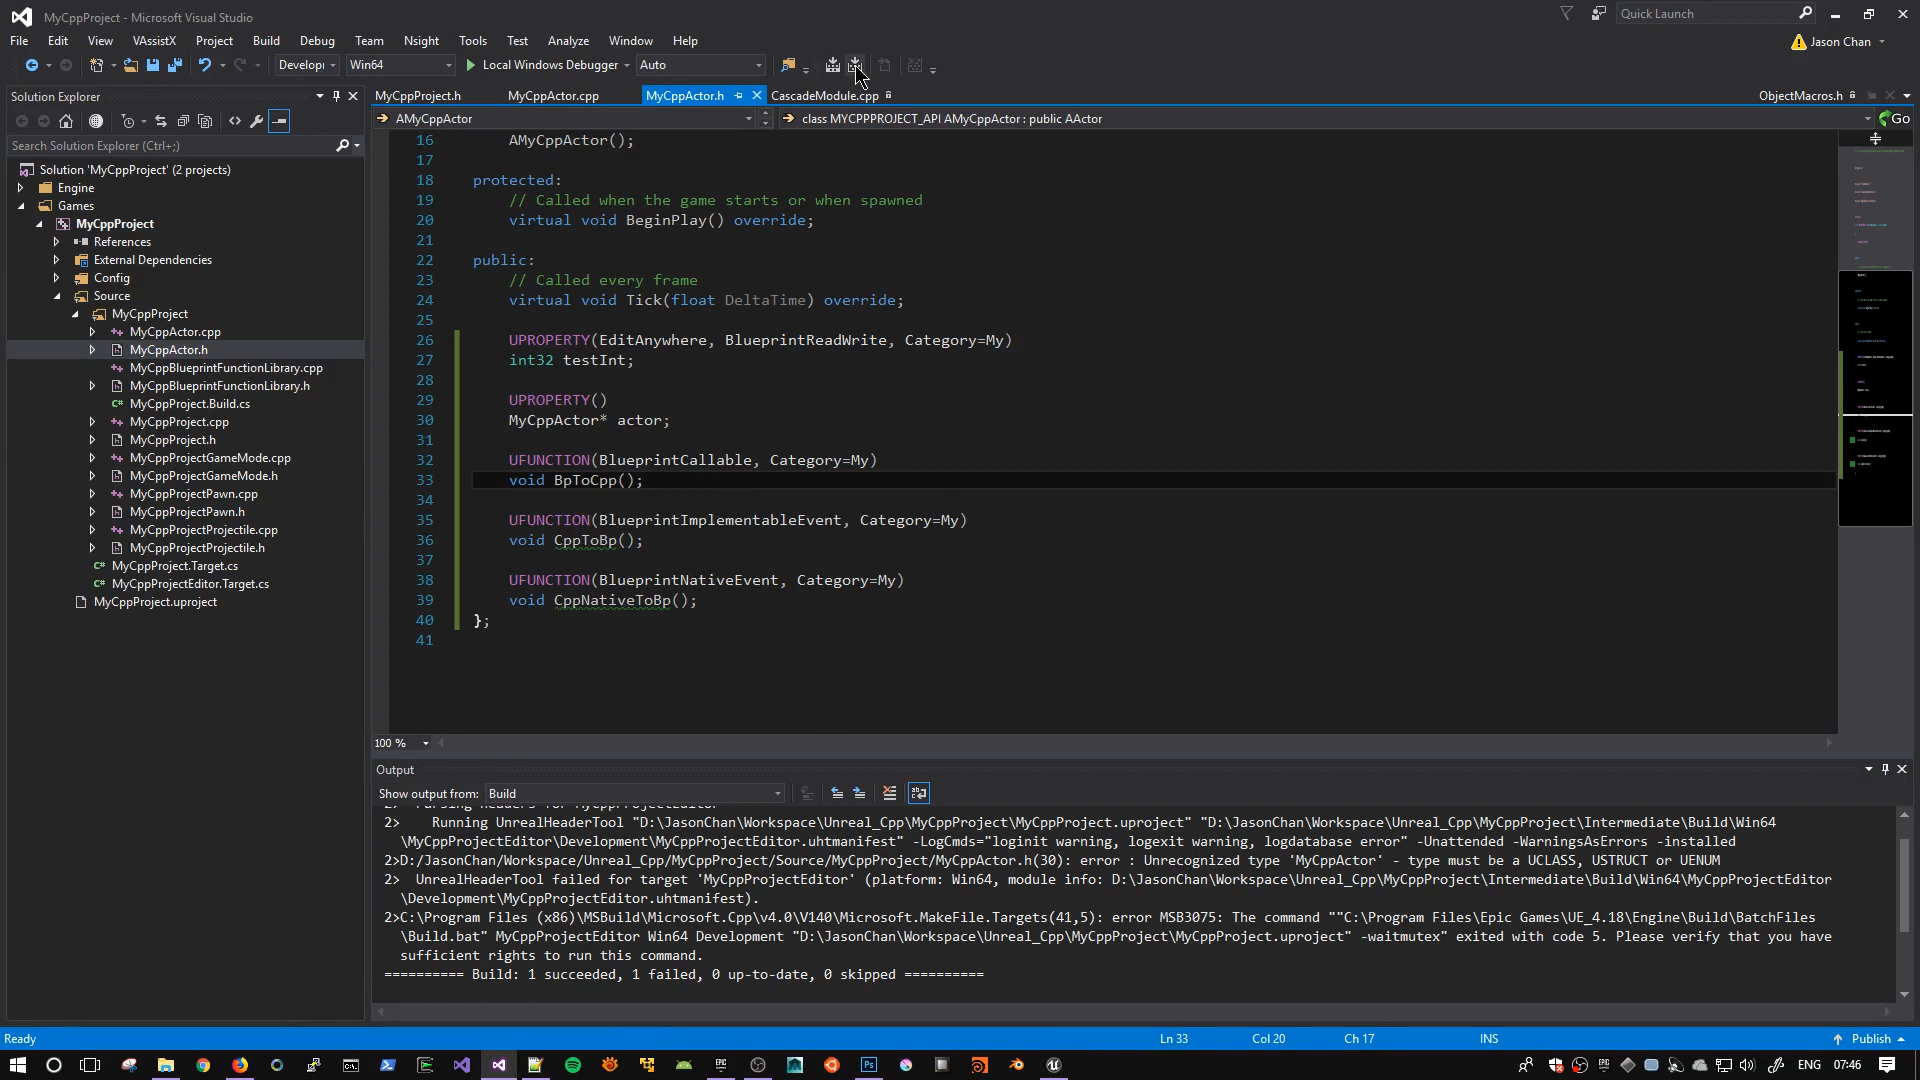 MyCppProject - Microsoft Visual Studio
Quick Launch
File Edit View VAssistX Project Build Debug Team Nsight Tools Test Analyze Window Help
Jason Chan
Develop Win64 Local Windows Debugger Auto
Solution Explorer
MyCppProject.h MyCppActor.cpp MyCppActor.h CascadeModule.cpp ObjectMacros.h
AMyCppActor class MYCPPPROJECT_API AMyCppActor : public AActor Go
Search Solution Explorer (Ctrl+;)
Solution 'MyCppProject' (2 projects)
Engine
Games
MyCppProject
References
External Dependencies
Config
Source
MyCppProject
MyCppActor.cpp
MyCppActor.h
MyCppBlueprintFunctionLibrary.cpp
MyCppBlueprintFunctionLibrary.h
MyCppProject.Build.cs
MyCppProject.cpp
MyCppProject.h
MyCppProjectGameMode.cpp
MyCppProjectGameMode.h
MyCppProjectPawn.cpp
MyCppProjectPawn.h
MyCppProjectProjectile.cpp
MyCppProjectProjectile.h
MyCppProject.Target.cs
MyCppProjectEditor.Target.cs
MyCppProject.uproject
16 AMyCppActor();
17
18 protected:
19 // Called when the game starts or when spawned
20 virtual void BeginPlay() override;
21
22 public:
23 // Called every frame
24 virtual void Tick(float DeltaTime) override;
25
26 UPROPERTY(EditAnywhere, BlueprintReadWrite, Category=My)
27 int32 testInt;
28
29 UPROPERTY()
30 MyCppActor* actor;
31
32 UFUNCTION(BlueprintCallable, Category=My)
33 void BpToCpp();
34
35 UFUNCTION(BlueprintImplementableEvent, Category=My)
36 void CppToBp();
37
38 UFUNCTION(BlueprintNativeEvent, Category=My)
39 void CppNativeToBp();
40 };
41
100 %
Output
Show output from: Build
2> Parsing headers for MyCppProjectEditor
2> Running UnrealHeaderTool "D:\JasonChan\Workspace\Unreal_Cpp\MyCppProject\MyCppProject.uproject" "D:\JasonChan\Workspace\Unreal_Cpp\MyCppProject\Intermediate\Build\Win64
\MyCppProjectEditor\Development\MyCppProjectEditor.uhtmanifest" -LogCmds="loginit warning, logexit warning, logdatabase error" -Unattended -WarningsAsErrors -installed
2>D:/JasonChan/Workspace/Unreal_Cpp/MyCppProject/Source/MyCppProject/MyCppActor.h(30): error : Unrecognized type 'MyCppActor' - type must be a UCLASS, USTRUCT or UENUM
2> UnrealHeaderTool failed for target 'MyCppProjectEditor' (platform: Win64, module info: D:\JasonChan\Workspace\Unreal_Cpp\MyCppProject\Intermediate\Build\Win64\MyCppProjectEditor
\Development\MyCppProjectEditor.uhtmanifest).
2>C:\Program Files (x86)\MSBuild\Microsoft.Cpp\v4.0\V140\Microsoft.MakeFile.Targets(41,5): error MSB3075: The command ""C:\Program Files\Epic Games\UE_4.18\Engine\Build\BatchFiles
\Build.bat" MyCppProjectEditor Win64 Development "D:\JasonChan\Workspace\Unreal_Cpp\MyCppProject\MyCppProject.uproject" -waitmutex" exited with code 5. Please verify that you have
sufficient rights to run this command.
========== Build: 1 succeeded, 1 failed, 0 up-to-date, 0 skipped ==========
Ready Ln 33 Col 20 Ch 17 INS Publish
ENG 07:46